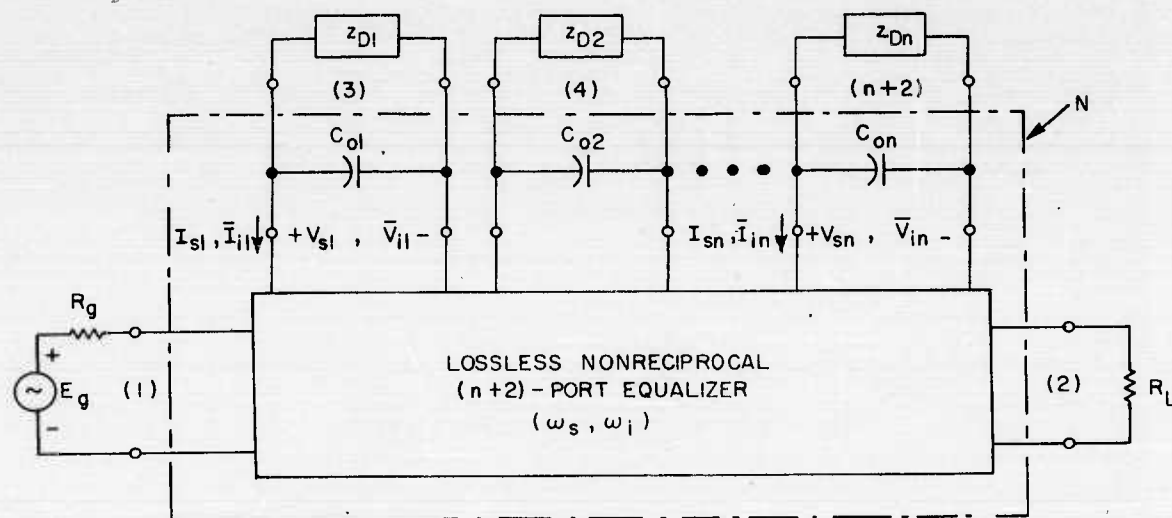 z_D1 z_D2 z_Dn
(3) (4) (n+2) N
C_o1 C_o2 C_on
I_s1, Ī_i1 +V_s1, V̄_i1 - I_sn, Ī_in +V_sn, V̄_in -
R_g
+
E_g (1) (2) R_L
-
LOSSLESS NONRECIPROCAL
(n+2)-PORT EQUALIZER
(ω_s, ω_i)